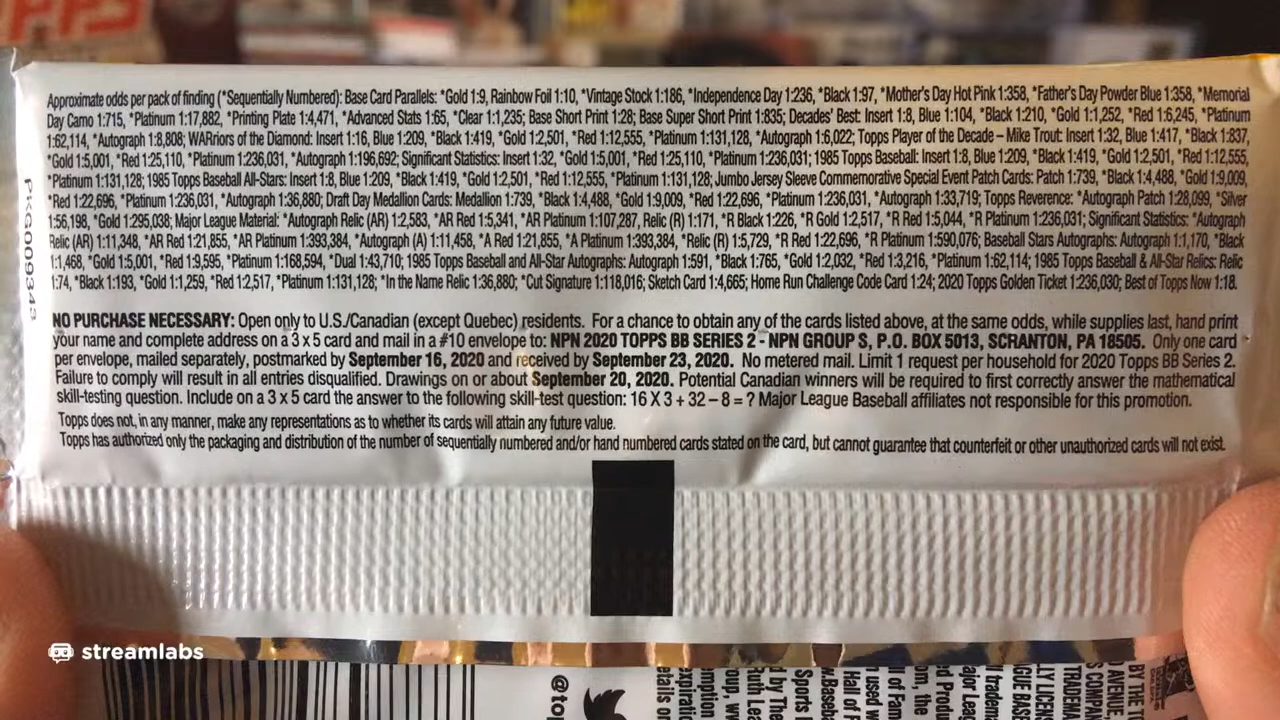 Approximate odds per pack of finding (*Sequentially Numbered): Base Card Parallels: *Gold 1:9, Rainbow Foil 1:10, *Vintage Stock 1:186, *Independence Day 1:236, *Black 1:97, *Mother's Day Hot Pink 1:358, *Father's Day Powder Blue 1:358, *Memorial
Day Camo 1:715, *Platinum 1:17,882, *Printing Plate 1:4,471, *Advanced Stats 1:65, *Clear 1:1,235; Base Short Print 1:28; Base Super Short Print 1:835; Decades' Best: Insert 1:8, Blue 1:104, *Black 1:210, *Gold 1:1,252, *Red 1:6,245, *Platinum
1:62,114, *Autograph 1:8,808; WARriors of the Diamond: Insert 1:16, Blue 1:209, *Black 1:419, *Gold 1:2,501, *Red 1:12,555, *Platinum 1:131,128, *Autograph 1:6,022; Topps Player of the Decade – Mike Trout: Insert 1:32, Blue 1:417, *Black 1:837,
*Gold 1:5,001, *Red 1:25,110, *Platinum 1:236,031, *Autograph 1:196,692; Significant Statistics: Insert 1:32, *Gold 1:5,001, *Red 1:25,110, *Platinum 1:236,031; 1985 Topps Baseball: Insert 1:8, Blue 1:209, *Black 1:419, *Gold 1:2,501, *Red 1:12,555,
*Platinum 1:131,128; 1985 Topps Baseball All-Stars: Insert 1:8, Blue 1:209, *Black 1:419, *Gold 1:2,501, *Red 1:12,555, *Platinum 1:131,128; Jumbo Jersey Sleeve Commemorative Special Event Patch Cards: Patch 1:739, *Black 1:4,488, *Gold 1:9,009,
*Red 1:22,696, *Platinum 1:236,031, *Autograph 1:36,880; Draft Day Medallion Cards: Medallion 1:739, *Black 1:4,488, *Gold 1:9,009, *Red 1:22,696, *Platinum 1:236,031, *Autograph 1:33,719; Topps Reverence: *Autograph Patch 1:28,099, *Silver
1:56,198, *Gold 1:295,038; Major League Material: *Autograph Relic (AR) 1:2,583, *AR Red 1:5,341, *AR Platinum 1:107,287, Relic (R) 1:171, *R Black 1:226, *R Gold 1:2,517, *R Red 1:5,044, *R Platinum 1:236,031; Significant Statistics: *Autograph
Relic (AR) 1:11,348, *AR Red 1:21,855, *AR Platinum 1:393,384, *Autograph (A) 1:11,458, *A Red 1:21,855, *A Platinum 1:393,384, *Relic (R) 1:5,729, *R Red 1:22,696, *R Platinum 1:590,076; Baseball Stars Autographs: Autograph 1:1,170, *Black
1:1,468, *Gold 1:5,001, *Red 1:9,595, *Platinum 1:168,594, *Dual 1:43,710; 1985 Topps Baseball and All-Star Autographs: Autograph 1:591, *Black 1:765, *Gold 1:2,032, *Red 1:3,216, *Platinum 1:62,114; 1985 Topps Baseball & All-Star Relics: Relic
1:74, *Black 1:193, *Gold 1:1,259, *Red 1:2,517, *Platinum 1:131,128; *In the Name Relic 1:36,880; *Cut Signature 1:118,016; Sketch Card 1:4,665; Home Run Challenge Code Card 1:24; 2020 Topps Golden Ticket 1:236,030; Best of Topps Now 1:18.
PKG009343
NO PURCHASE NECESSARY: Open only to U.S./Canadian (except Quebec) residents. For a chance to obtain any of the cards listed above, at the same odds, while supplies last, hand print
your name and complete address on a 3 x 5 card and mail in a #10 envelope to: NPN 2020 TOPPS BB SERIES 2 - NPN GROUP S, P.O. BOX 5013, SCRANTON, PA 18505. Only one card
per envelope, mailed separately, postmarked by September 16, 2020 and received by September 23, 2020. No metered mail. Limit 1 request per household for 2020 Topps BB Series 2.
Failure to comply will result in all entries disqualified. Drawings on or about September 20, 2020. Potential Canadian winners will be required to first correctly answer the mathematical
skill-testing question. Include on a 3 x 5 card the answer to the following skill-test question: 16 X 3 + 32 – 8 = ? Major League Baseball affiliates not responsible for this promotion.
Topps does not, in any manner, make any representations as to whether its cards will attain any future value.
Topps has authorized only the packaging and distribution of the number of sequentially numbered and/or hand numbered cards stated on the card, but cannot guarantee that counterfeit or other unauthorized cards will not exist.
streamlabs
@top
BY THE
AVENUE
S COMPA
TRADEM
LLY LICEN
GUE BASE
l tradem
ajor Leag
ed Produ
om, the
l of Fam
n used w
Hall of F
.Baseba
Sports
d by The
uth Lea
oup, w
mption
xpiratio
etails o